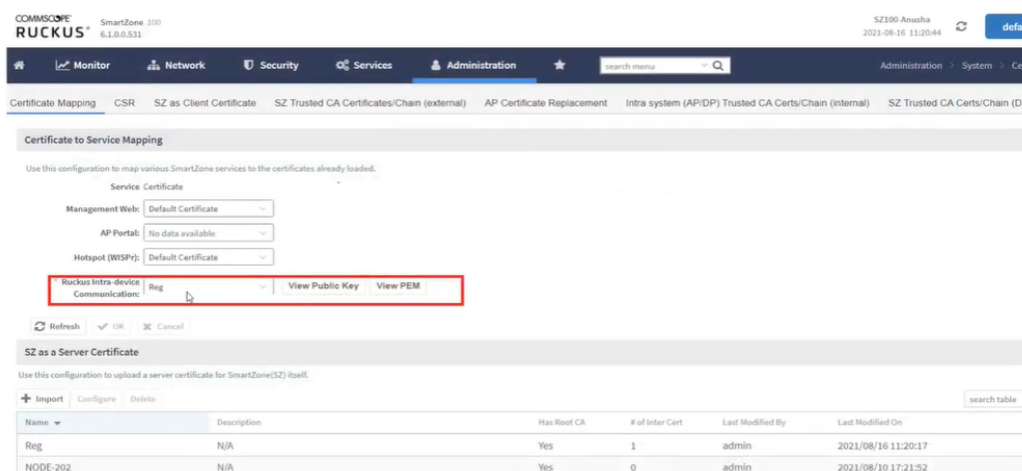 COMMSCOPE
RUCKUS
SmartZone 100
6.1.0.0.531
SZ100-Anusha
2021-08-16 11:20:44
defa
Monitor Network Security Services Administration search menu Administration > System > Ce
Certificate Mapping CSR SZ as Client Certificate SZ Trusted CA Certificates/Chain (external) AP Certificate Replacement Intra system (AP/DP) Trusted CA Certs/Chain (internal) SZ Trusted CA Certs/Chain (D
Certificate to Service Mapping
Use this configuration to map various SmartZone services to the certificates already loaded.
Service Certificate
Management Web: Default Certificate
AP Portal: No data available
Hotspot (WISPr): Default Certificate
* Ruckus Intra-device Communication: Reg View Public Key View PEM
Refresh OK Cancel
SZ as a Server Certificate
Use this configuration to upload a server certificate for SmartZone(SZ) itself.
Import Configure Delete search table
Name Description Has Root CA # of Inter Cert Last Modified By Last Modified On
Reg N/A Yes 1 admin 2021/08/16 11:20:17
NODE-202 N/A Yes 0 admin 2021/08/10 17:21:52